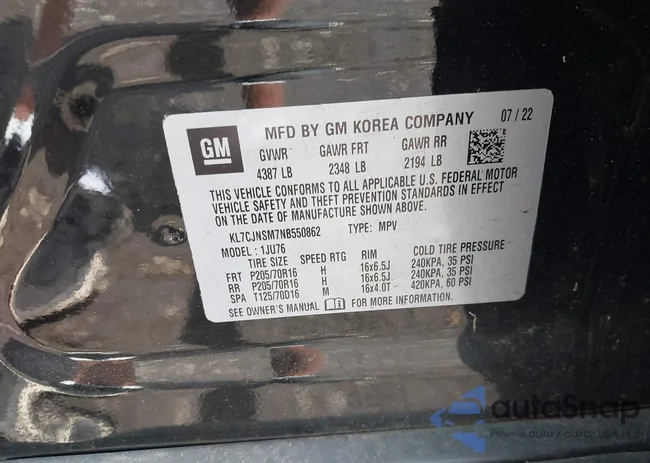 GM
MFD BY GM KOREA COMPANY 07 / 22
GVWR GAWR FRT GAWR RR
4387 LB 2348 LB 2194 LB
THIS VEHICLE CONFORMS TO ALL APPLICABLE U.S. FEDERAL MOTOR
VEHICLE SAFETY AND THEFT PREVENTION STANDARDS IN EFFECT
ON THE DATE OF MANUFACTURE SHOWN ABOVE.
KL7CJNSM7NB550862 TYPE: MPV
MODEL: 1JU76
TIRE SIZE SPEED RTG RIM COLD TIRE PRESSURE
FRT P205/70R16 H 16x6.5J 240KPA, 35 PSI
RR P205/70R16 H 16x6.5J 240KPA, 35 PSI
SPA T125/70D16 M 16x4.0T 420KPA, 60 PSI
SEE OWNER'S MANUAL FOR MORE INFORMATION.
autoSnap
Pewne auta z aukcji USA